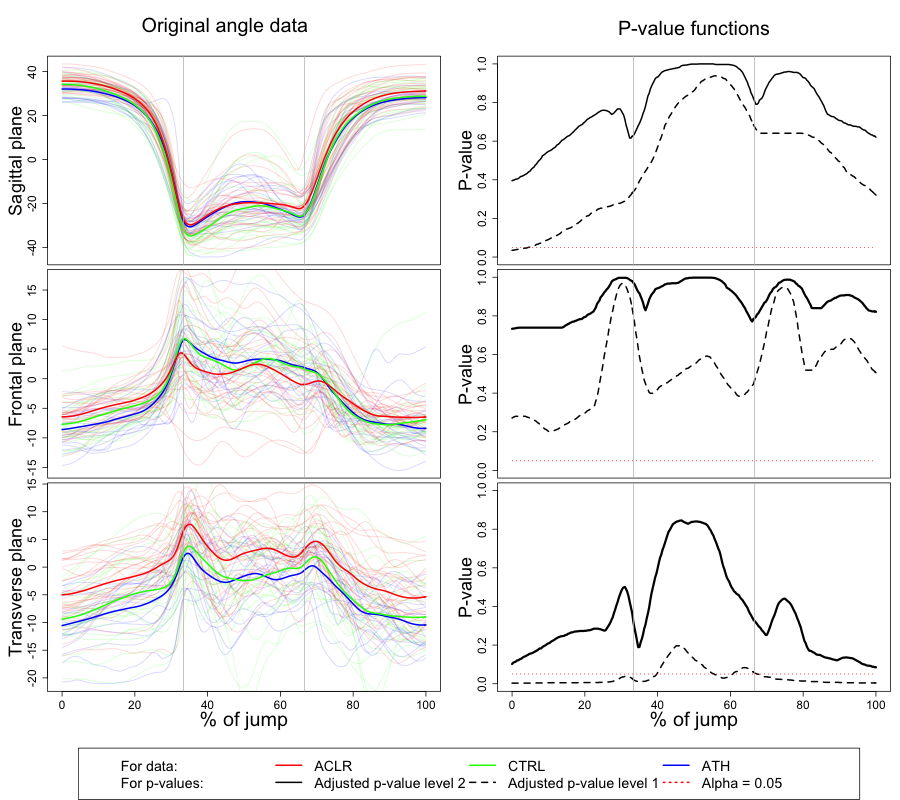 Original angle data
P-value functions
Sagittal plane
40
20
0
20
40
P-value
1.0
0.8
0.6
0.4
0.2
0.0
Frontal plane
15
10
5
0
-5
-10
-15
P-value
1.0
0.8
0.6
0.4
0.2
0.0
Transverse plane
15
10
5
0
-5
-10
-15
-20
P-value
1.0
0.8
0.6
0.4
0.2
0.0
0 20 40 60 80 100
0 20 40 60 80 100
% of jump
% of jump
For data: ACLR CTRL ATH
For p-values: Adjusted p-value level 2 Adjusted p-value level 1 Alpha = 0.05